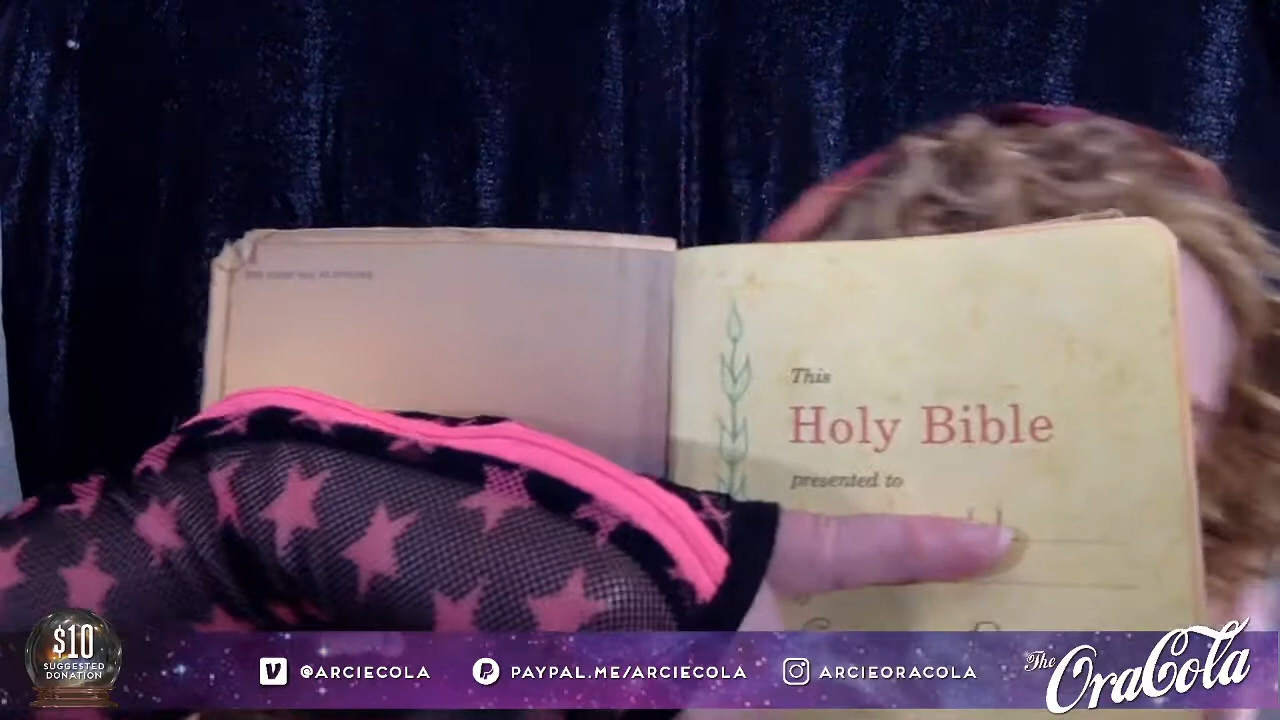 This
Holy Bible
presented to
$10
SUGGESTED
DONATION
@ARCIECOLA
PAYPAL.ME/ARCIECOLA
ARCIEORACOLA
The
OraCola